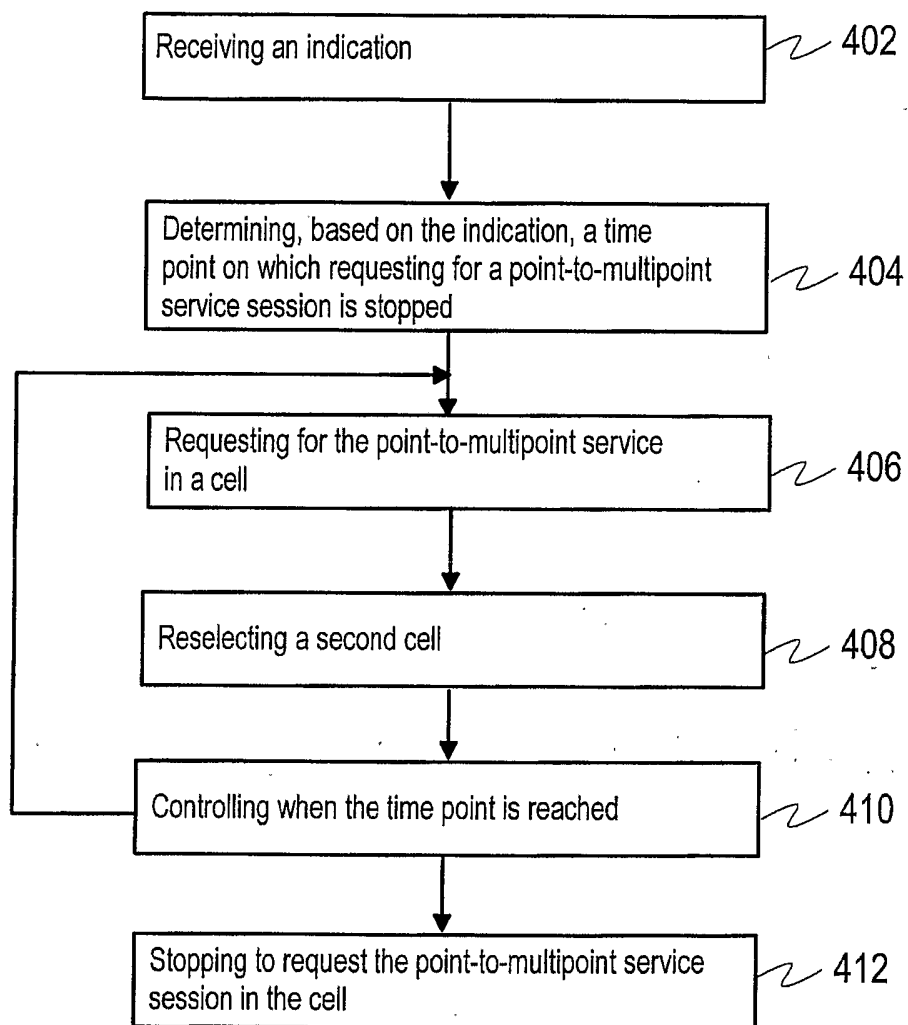 Receiving an indication
402
Determining, based on the indication, a time
point on which requesting for a point-to-multipoint
service session is stopped
404
Requesting for the point-to-multipoint service
in a cell
406
Reselecting a second cell
408
Controlling when the time point is reached
410
Stopping to request the point-to-multipoint service
session in the cell
412